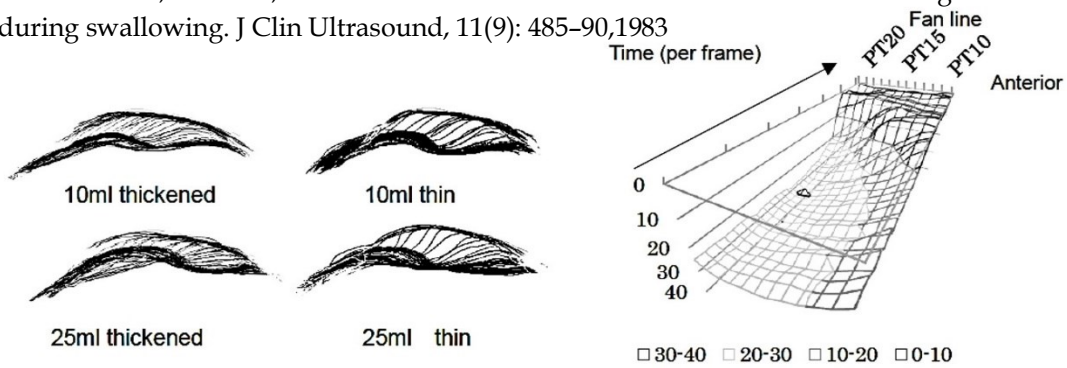 during swallowing. J Clin Ultrasound, 11(9): 485–90,1983
10ml thickened
10ml thin
25ml thickened
25ml thin
Time (per frame)
Fan line
PT20
PT15
PT10
Anterior
0
10
20
30
40
30-40 20-30 10-20 0-10